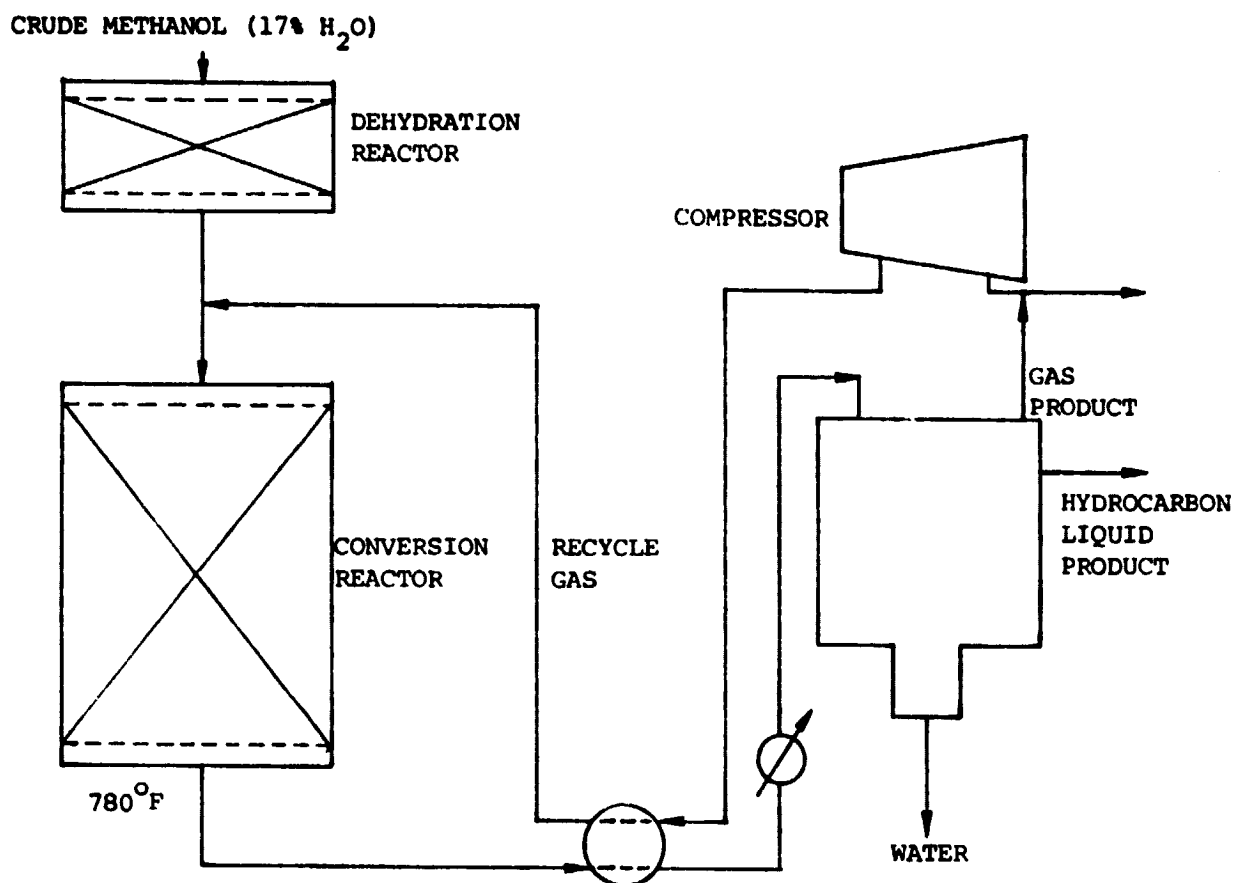 CRUDE METHANOL (17% H2O)
DEHYDRATION
REACTOR
COMPRESSOR
GAS
PRODUCT
HYDROCARBON
LIQUID
PRODUCT
CONVERSION
REACTOR
RECYCLE
GAS
780°F
WATER